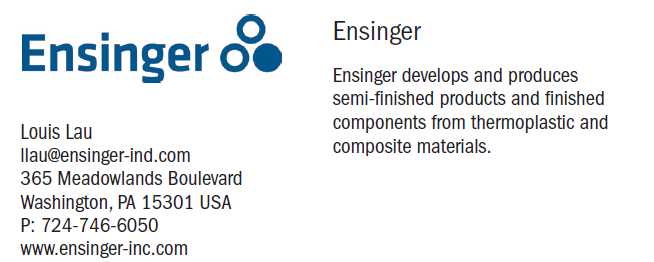 Ensinger
Louis Lau
llau@ensinger-ind.com
365 Meadowlands Boulevard
Washington, PA 15301 USA
P: 724-746-6050
www.ensinger-inc.com
Ensinger
Ensinger develops and produces
semi-finished products and finished
components from thermoplastic and
composite materials.